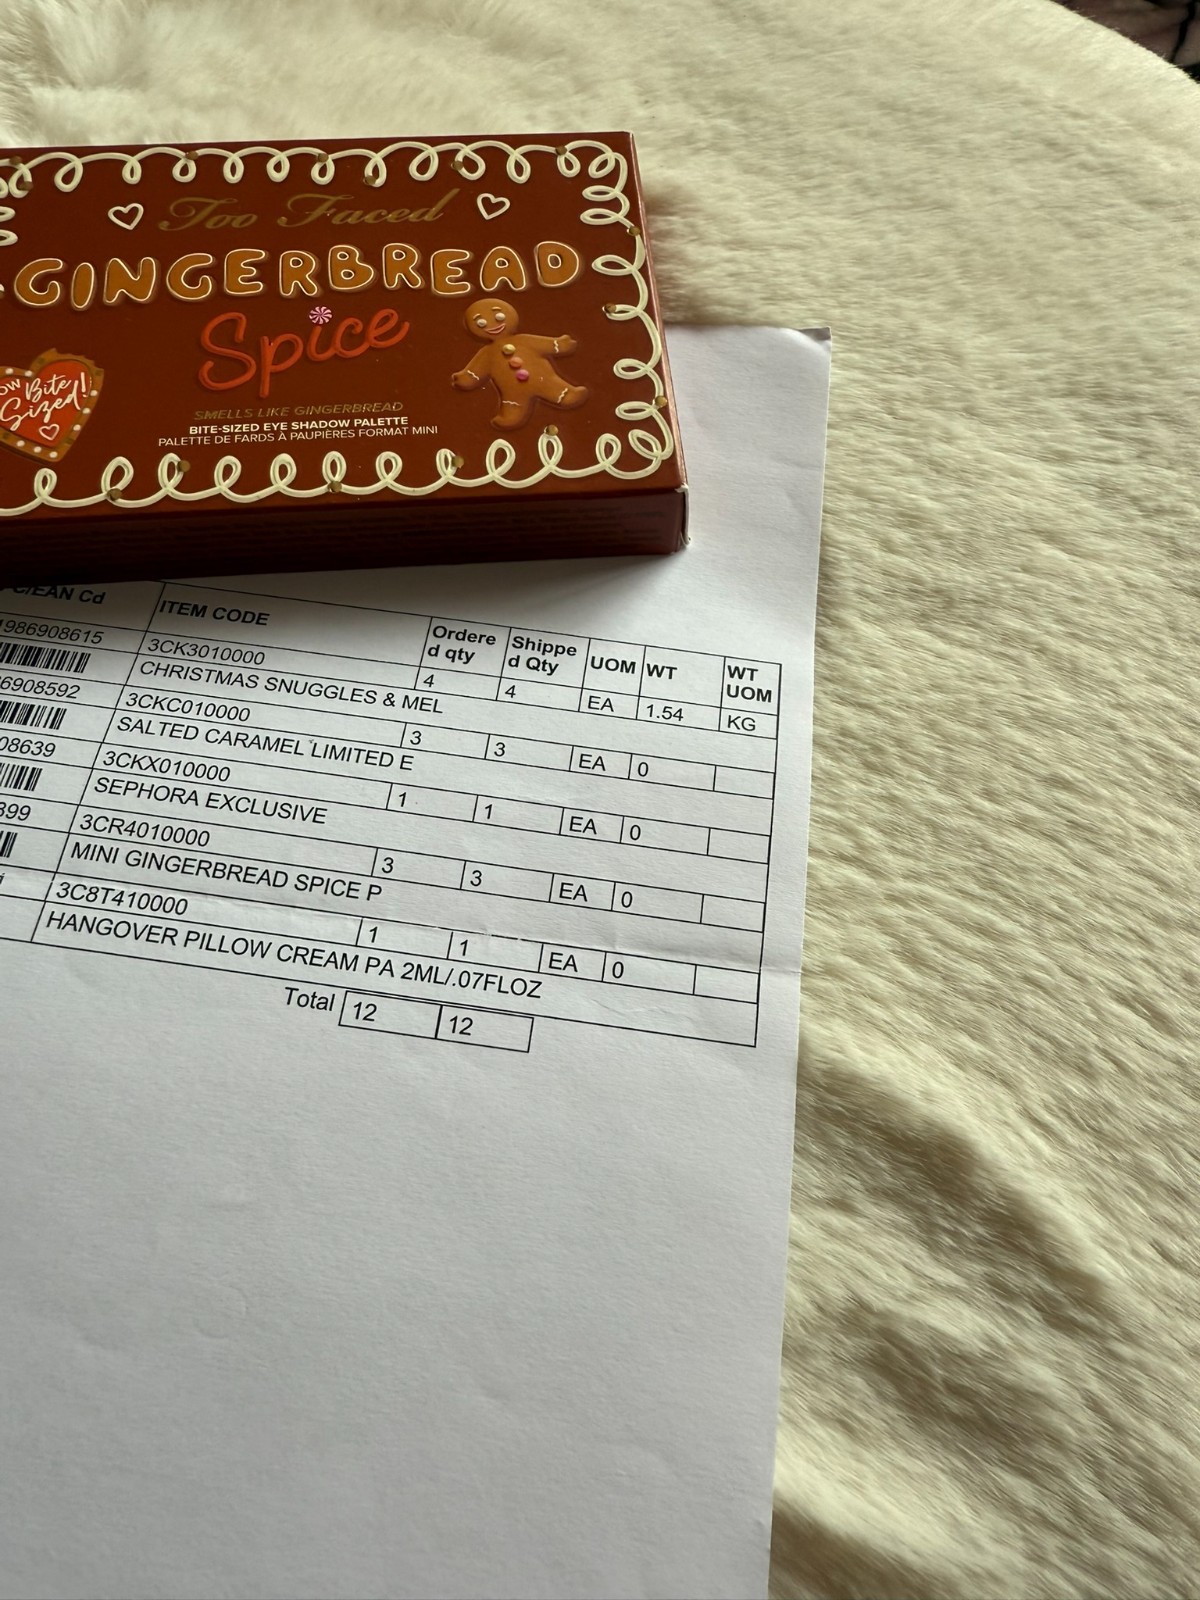 Too Faced
GINGERBREAD
Spice
Bite
Sized!
SMELLS LIKE GINGERBREAD
BITE-SIZED EYE SHADOW PALETTE
PALETTE DE FARDS À PAUPIÈRES FORMAT MINI
C/EAN Cd ITEM CODE Ordere d qty Shippe d Qty UOM WT WT UOM
1986908615 3CK3010000 4 4 EA 1.54 KG
CHRISTMAS SNUGGLES & MEL
6908592 3CKC010000 3 3 EA 0
SALTED CARAMEL LIMITED E
08639 3CKX010000 1 1 EA 0
SEPHORA EXCLUSIVE
399 3CR4010000 3 3 EA 0
MINI GINGERBREAD SPICE P
3C8T410000 1 1 EA 0
HANGOVER PILLOW CREAM PA 2ML/.07FLOZ
Total 12 12